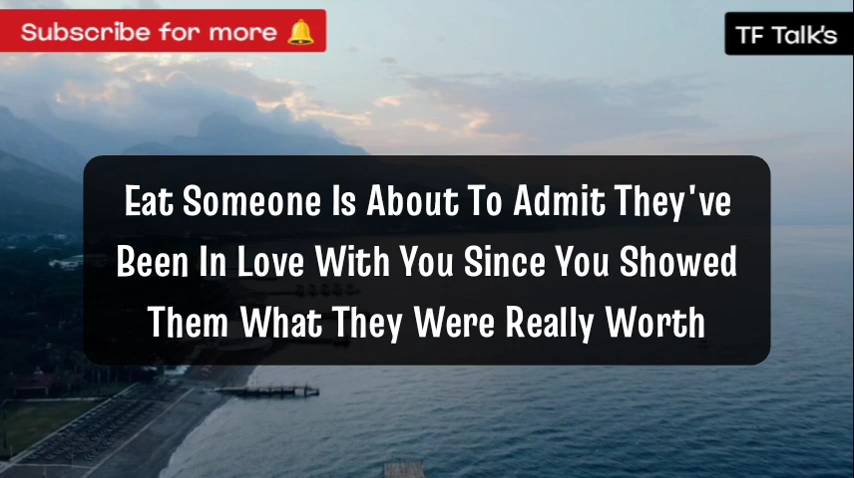 Subscribe for more 🔔
TF Talk's
Eat Someone Is About To Admit They've
Been In Love With You Since You Showed
Them What They Were Really Worth